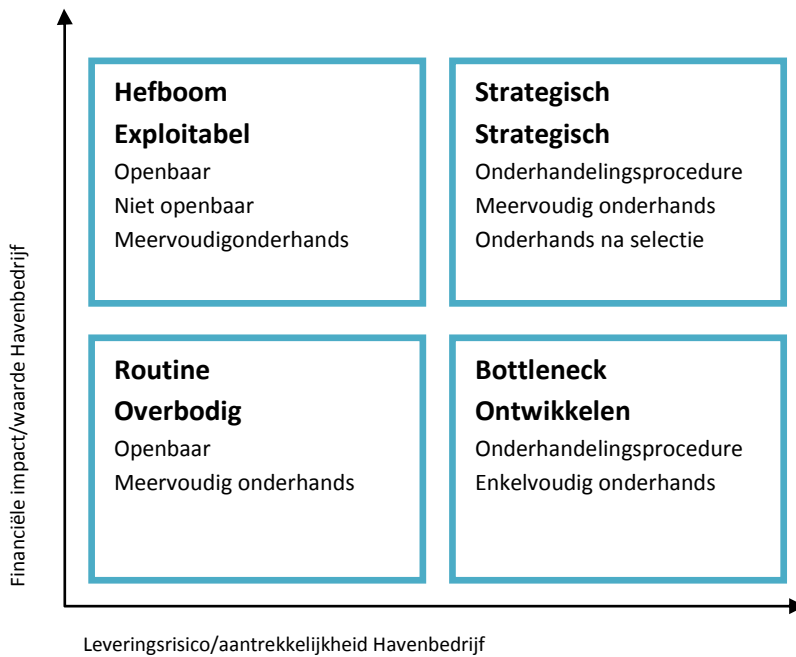 Financiële impact/waarde Havenbedrijf
Hefboom
Exploitabel
Openbaar
Niet openbaar
Meervoudigonderhands
Strategisch
Strategisch
Onderhandelingsprocedure
Meervoudig onderhands
Onderhands na selectie
Routine
Overbodig
Openbaar
Meervoudig onderhands
Bottleneck
Ontwikkelen
Onderhandelingsprocedure
Enkelvoudig onderhands
Leveringsrisico/aantrekkelijkheid Havenbedrijf